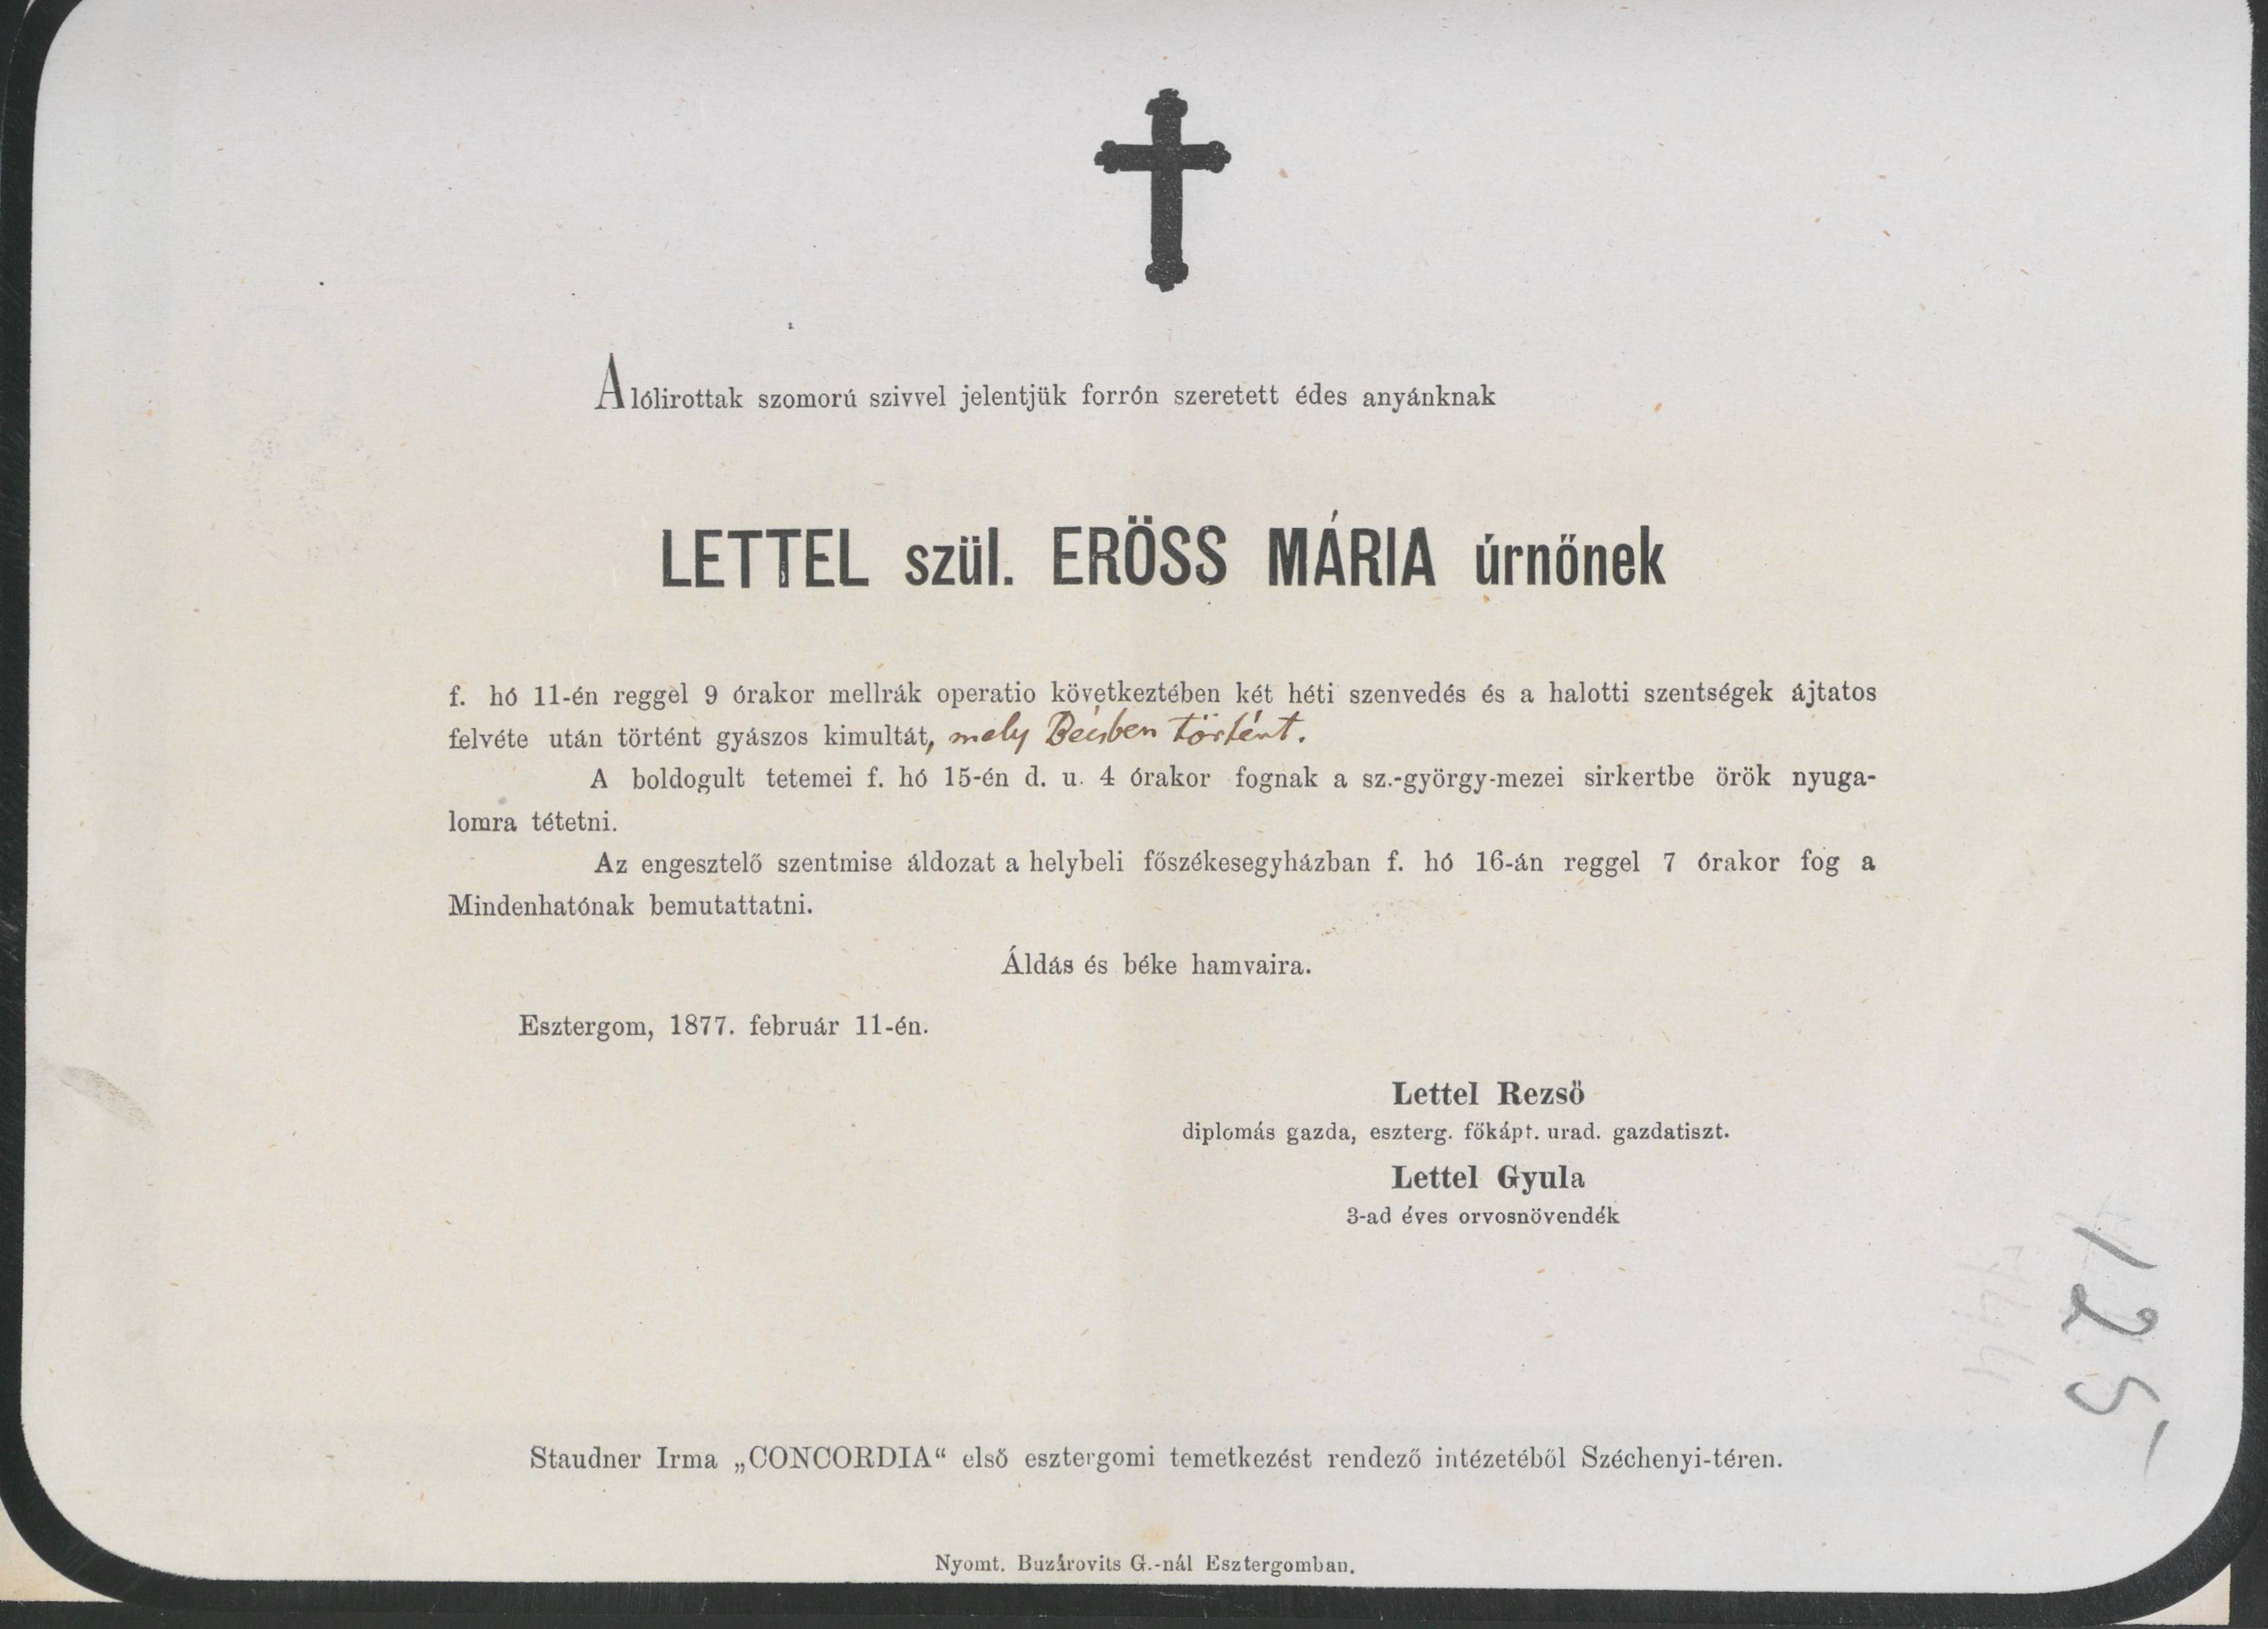 Alólirottak szomorú szivvel jelentjük forrón szeretett édes anyánknak
LETTEL szül. ERÖSS MÁRIA úrnőnek
f. hó 11-én reggel 9 órakor mellrák operatio következtében két héti szenvedés és a halotti szentségek ájtatos
felvéte után történt gyászos kimultát, mely Bécsben történt.
A boldogult tetemei f. hó 15-én d. u. 4 órakor fognak a sz.-györgy-mezei sirkertbe örök nyuga-
lomra tétetni.
Az engesztelő szentmise áldozat a helybeli főszékesegyházban f. hó 16-án reggel 7 órakor fog a
Mindenhatónak bemutattatni.
Áldás és béke hamvaira.
Esztergom, 1877. február 11-én.
Lettel Rezsö
diplomás gazda, eszterg. főkápt. urad. gazdatiszt.
Lettel Gyula
3-ad éves orvosnövendék
125
Staudner Irma „CONCORDIA“ első esztergomi temetkezést rendező intézetéből Széchenyi-téren.
Nyomt. Buzárovits G.-nál Esztergomban.